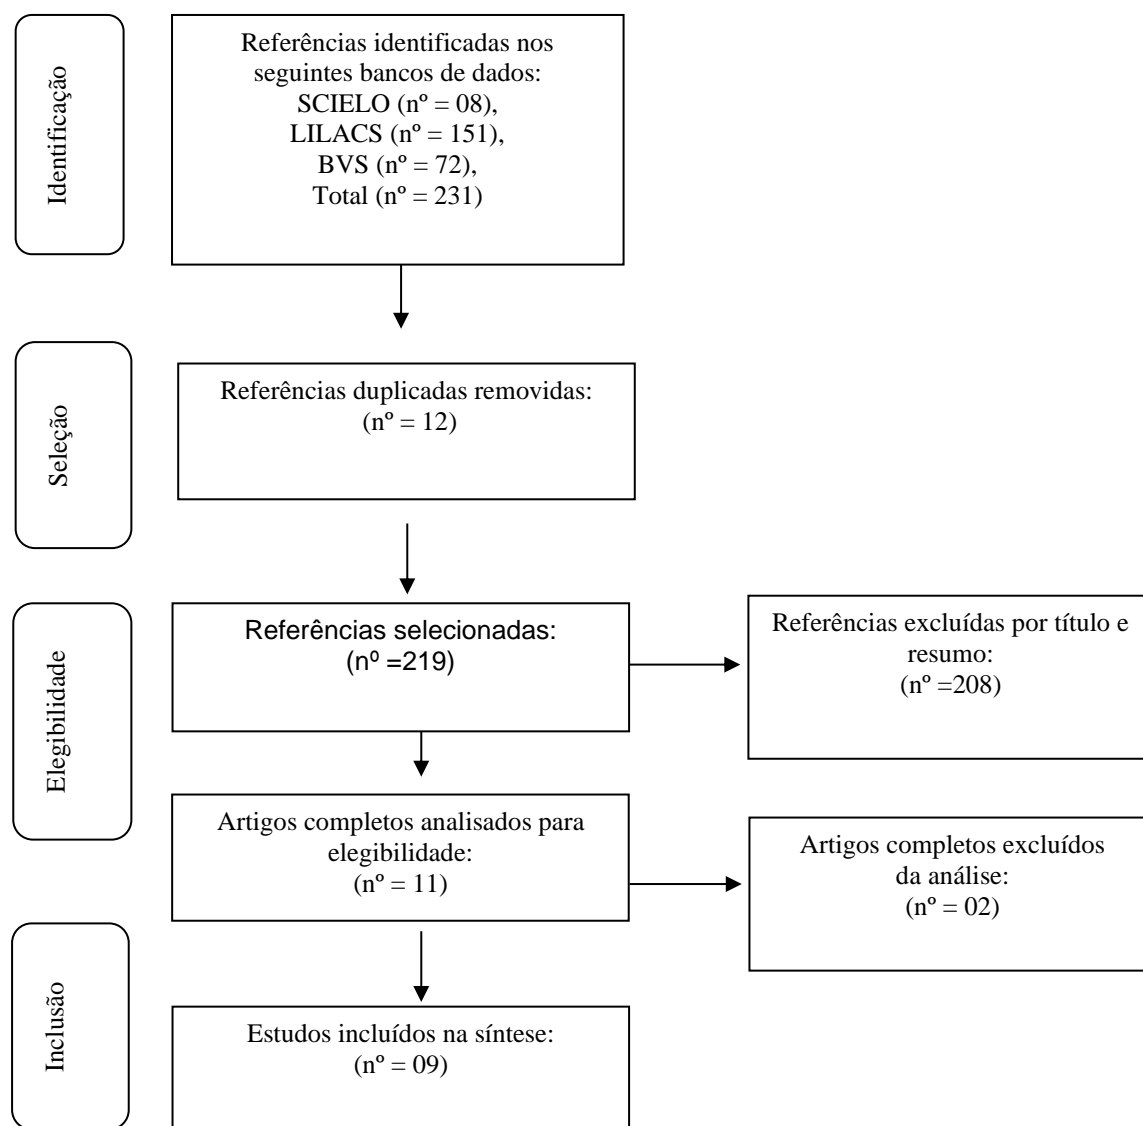 Identificação
Referências identificadas nos
seguintes bancos de dados:
SCIELO (nº = 08),
LILACS (nº = 151),
BVS (nº = 72),
Total (nº = 231)
Seleção
Referências duplicadas removidas:
(nº = 12)
Elegibilidade
Referências selecionadas:
(nº =219)
Referências excluídas por título e
resumo:
(nº =208)
Artigos completos analisados para
elegibilidade:
(nº = 11)
Artigos completos excluídos
da análise:
(nº = 02)
Inclusão
Estudos incluídos na síntese:
(nº = 09)